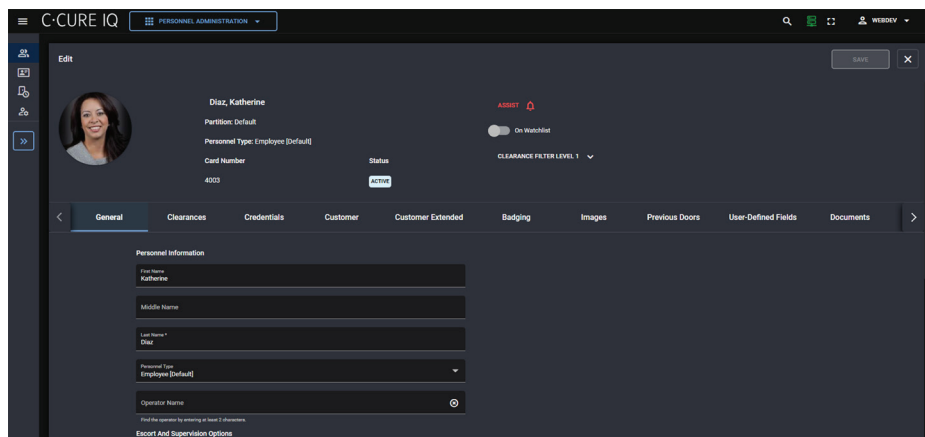 C•CURE IQ
PERSONNEL ADMINISTRATION
WEBDEV
Edit
SAVE
Diaz, Katherine
Partition: Default
Personnel Type: Employee [Default]
Card Number
Status
4003
ACTIVE
ASSIST
On Watchlist
CLEARANCE FILTER LEVEL 1
General
Clearances
Credentials
Customer
Customer Extended
Badging
Images
Previous Doors
User-Defined Fields
Documents
Personnel Information
First Name
Katherine
Middle Name
Last Name *
Diaz
Personnel Type
Employee [Default]
Operator Name
Find the operator by entering at least 2 characters.
Escort And Supervision Options